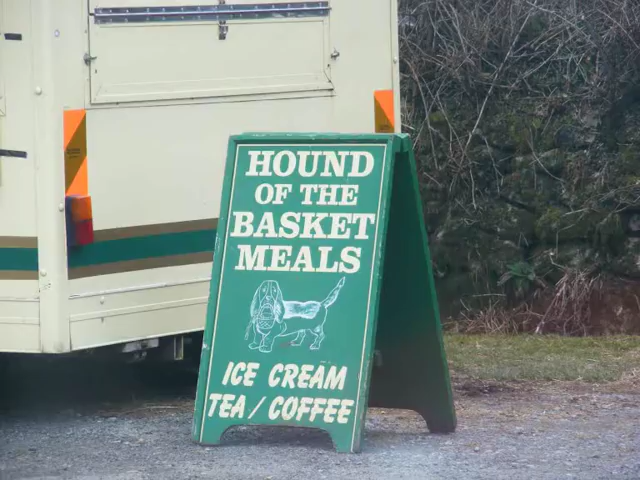 HOUND
OF THE
BASKET
MEALS
ICE CREAM
TEA / COFFEE